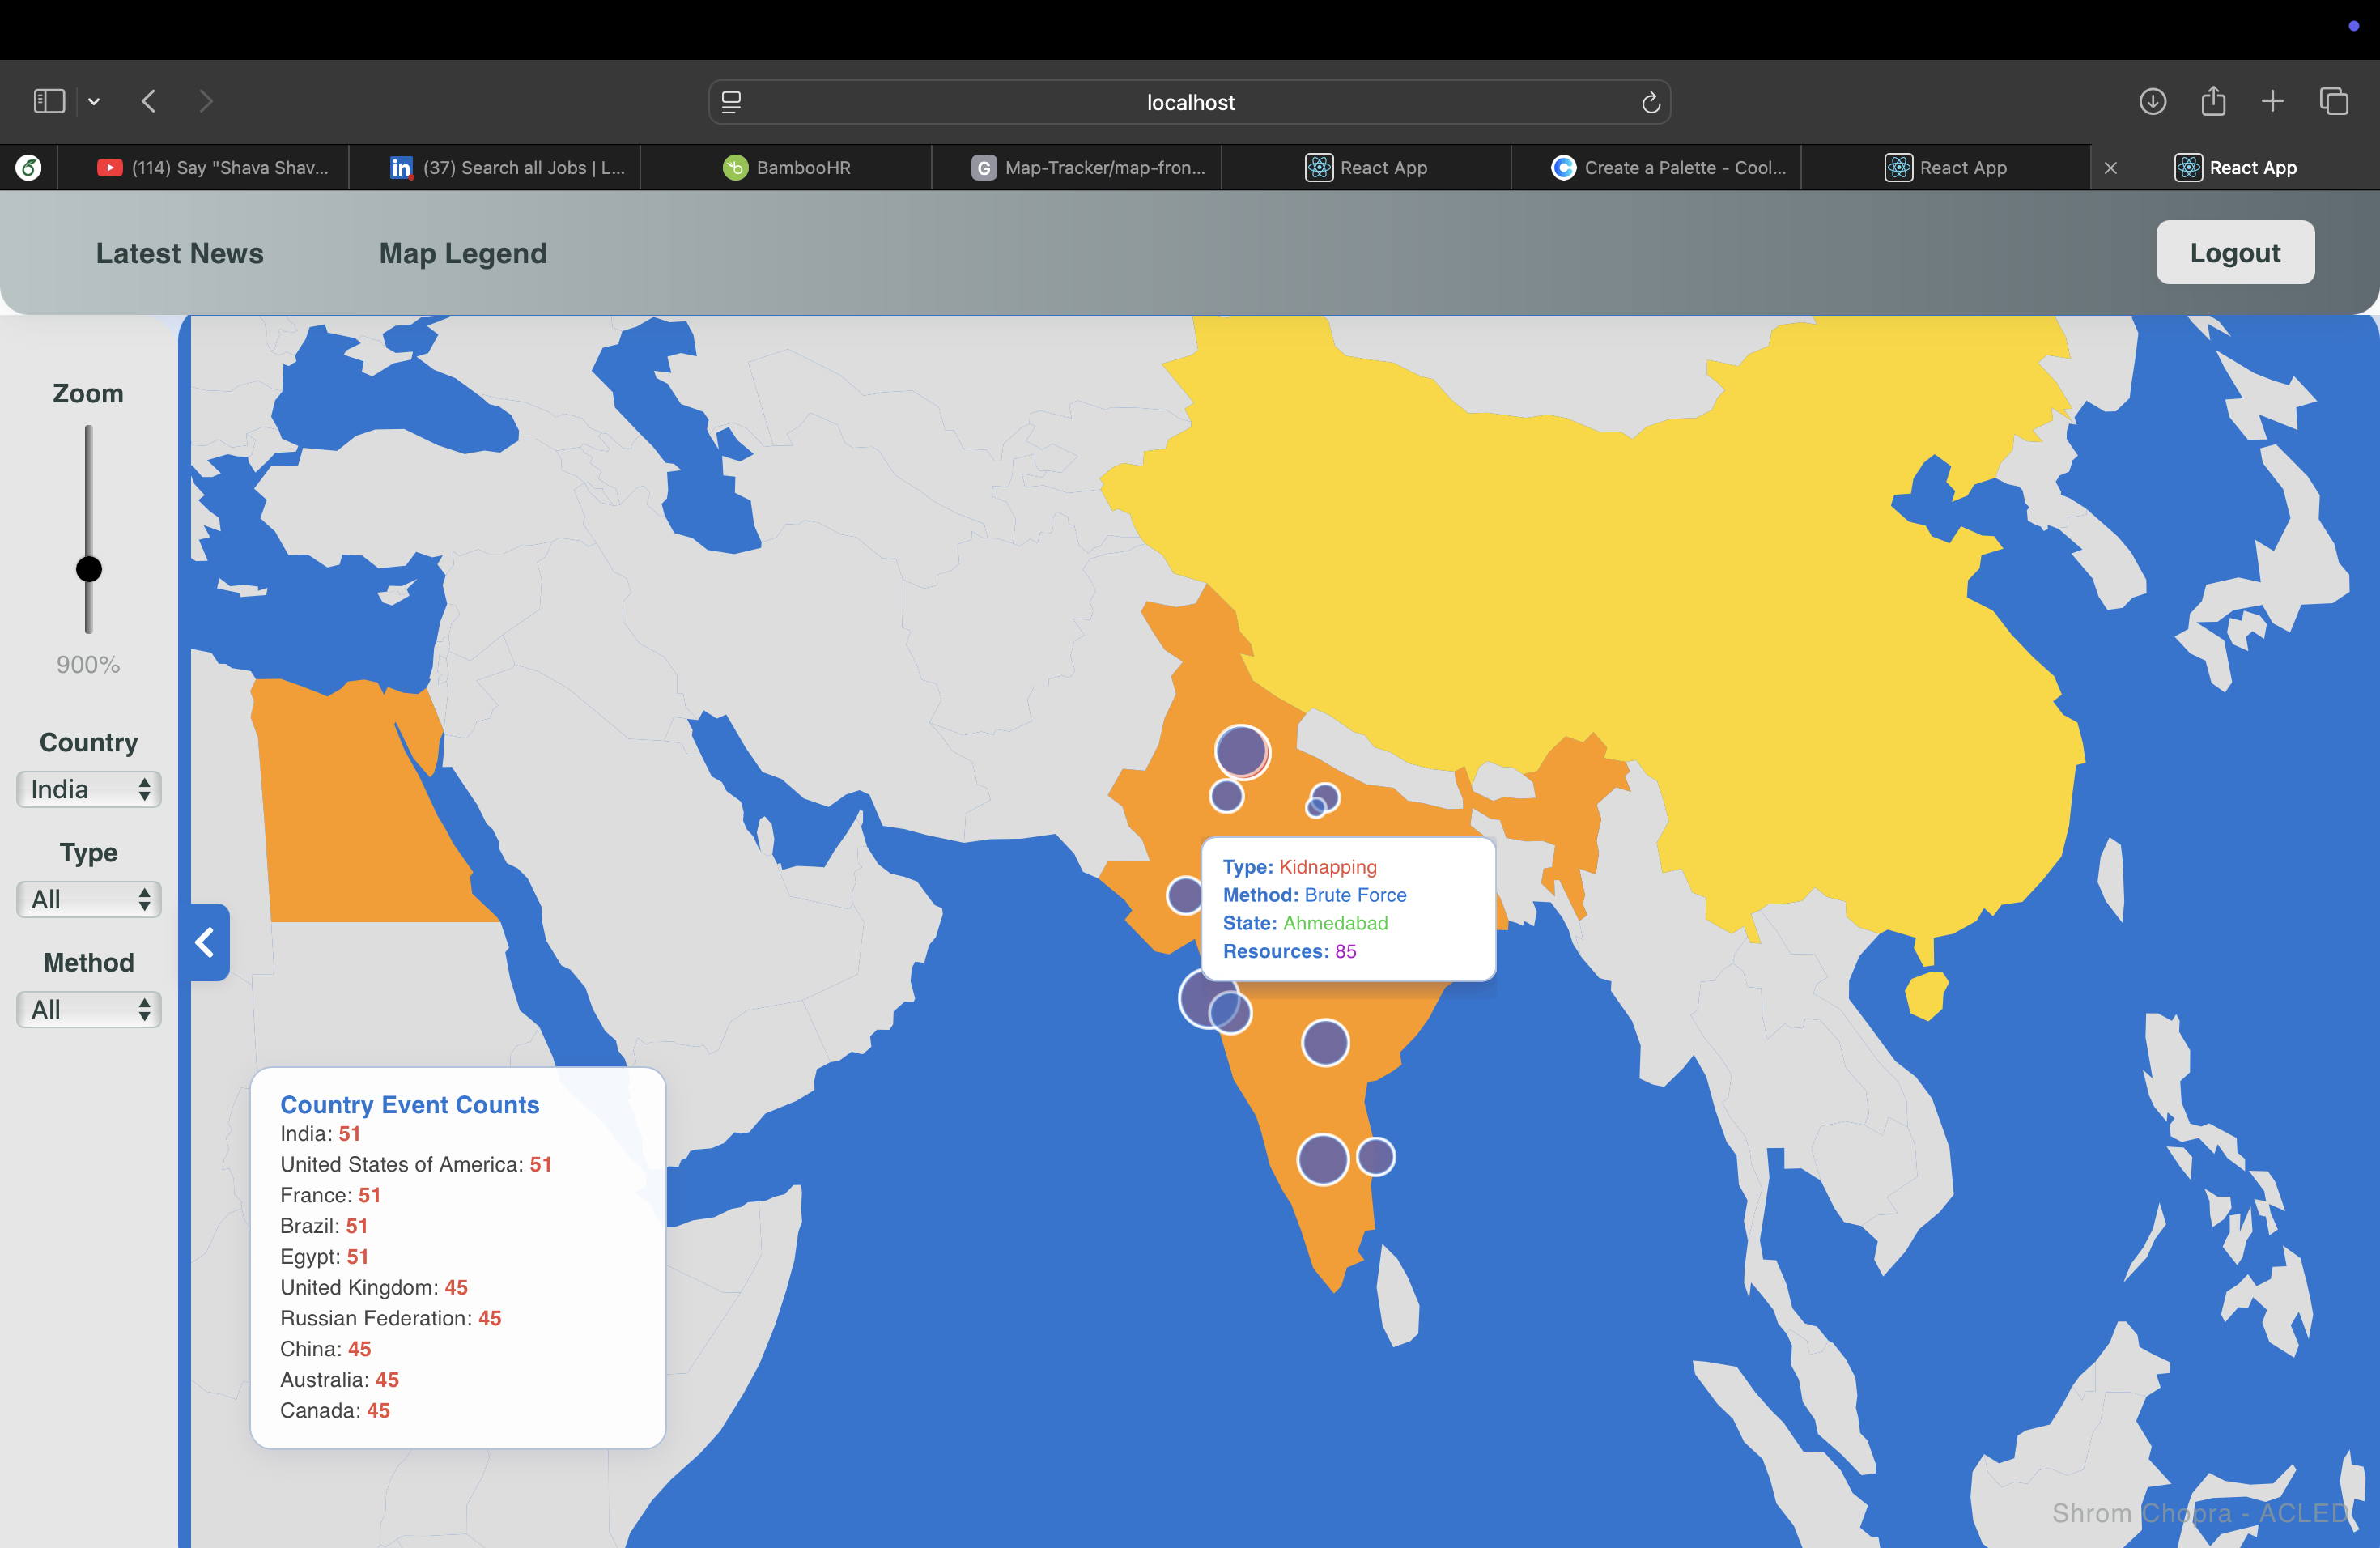 localhost
(114) Say "Shava Shav...
(37) Search all Jobs | L...
BambooHR
G Map-Tracker/map-fron...
React App
Create a Palette - Cool...
React App
React App
Latest News
Map Legend
Logout
Zoom
900%
Country
India
Type
All
Method
All
Type: Kidnapping
Method: Brute Force
State: Ahmedabad
Resources: 85
Country Event Counts
India: 51
United States of America: 51
France: 51
Brazil: 51
Egypt: 51
United Kingdom: 45
Russian Federation: 45
China: 45
Australia: 45
Canada: 45
Shrom Chopra - ACLED